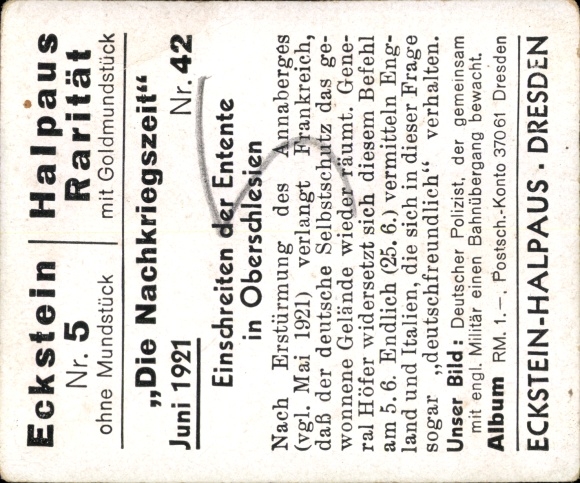 Eckstein | Halpaus
Nr. 5 | Rarität
ohne Mundstück | mit Goldmundstück
„Die Nachkriegszeit“
Juni 1921 Nr. 42
Einschreiten der Entente
in Oberschlesien
Nach Erstürmung des Annaberges
(vgl. Mai 1921) verlangt Frankreich,
daß der deutsche Selbstschutz das ge-
wonnene Gelände wieder räumt. Gene-
ral Höfer widersetzt sich diesem Befehl
am 5. 6. Endlich (25. 6.) vermitteln Eng-
land und Italien, die sich in dieser Frage
sogar „deutschfreundlich“ verhalten.
Unser Bild: Deutscher Polizist, der gemeinsam
mit engl. Militär einen Bahnübergang bewacht.
Album RM. 1.–. Postsch.-Konto 37061 Dresden
ECKSTEIN-HALPAUS · DRESDEN